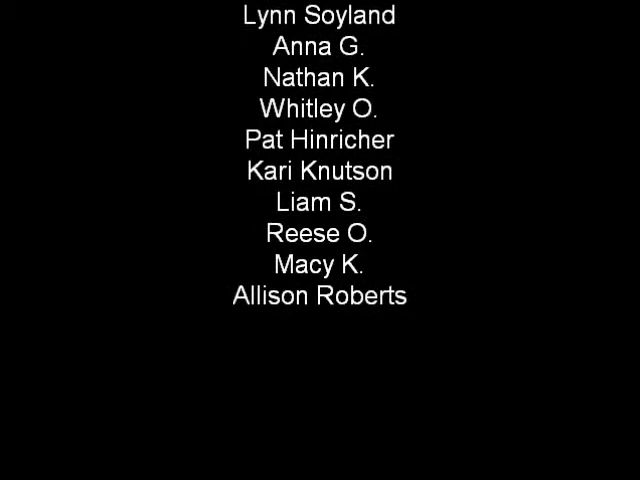 Lynn Soyland
Anna G.
Nathan K.
Whitley O.
Pat Hinricher
Kari Knutson
Liam S.
Reese O.
Macy K.
Allison Roberts